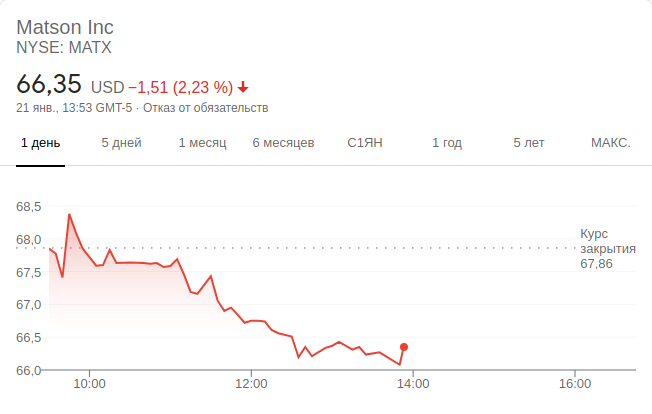 Matson Inc
NYSE: MATX
66,35 USD −1,51 (2,23 %)
21 янв., 13:53 GMT-5 · Отказ от обязательств
1 день 5 дней 1 месяц 6 месяцев С1ЯН 1 год 5 лет МАКС.
68,5
68,0
67,5
67,0
66,5
66,0
Курс
закрытия
67,86
10:00 12:00 14:00 16:00